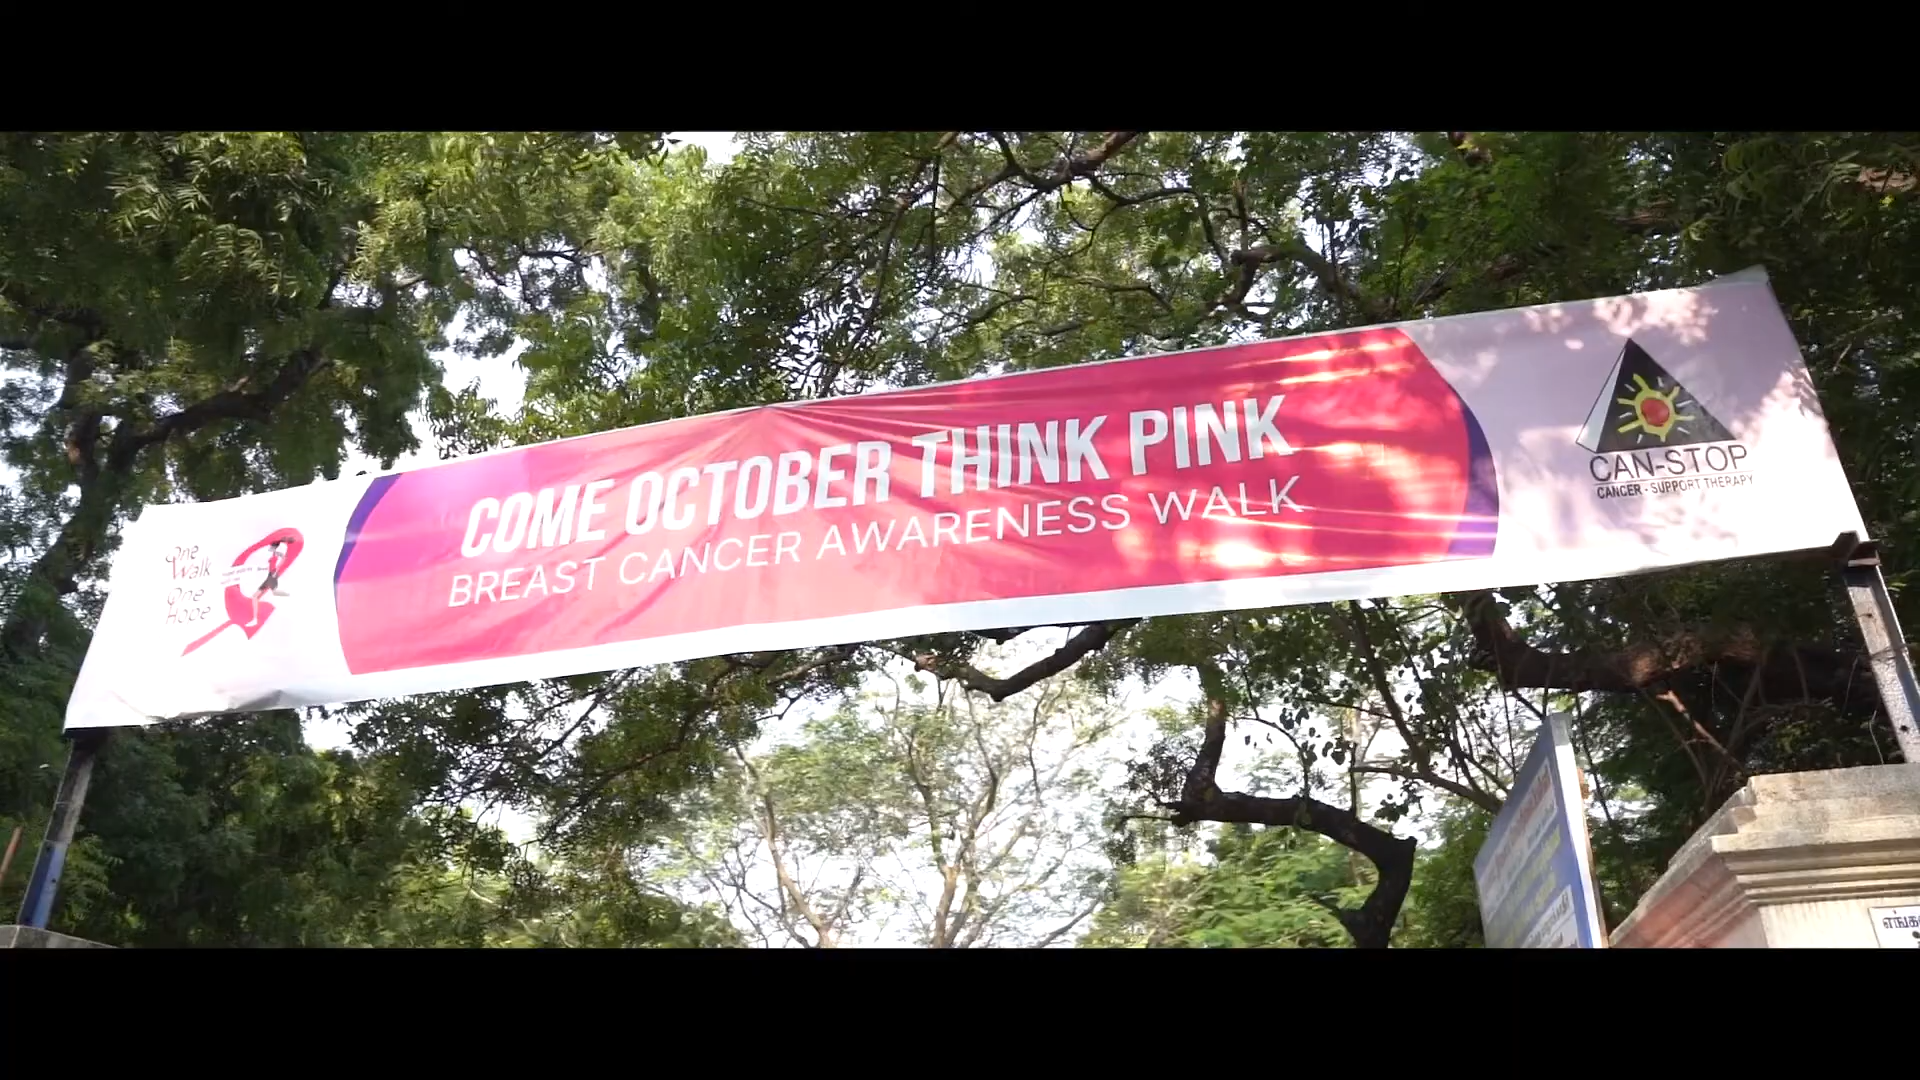 One
Walk
One
Hope
COME OCTOBER THINK PINK
BREAST CANCER AWARENESS WALK
CAN-STOP
CANCER - SUPPORT THERAPY